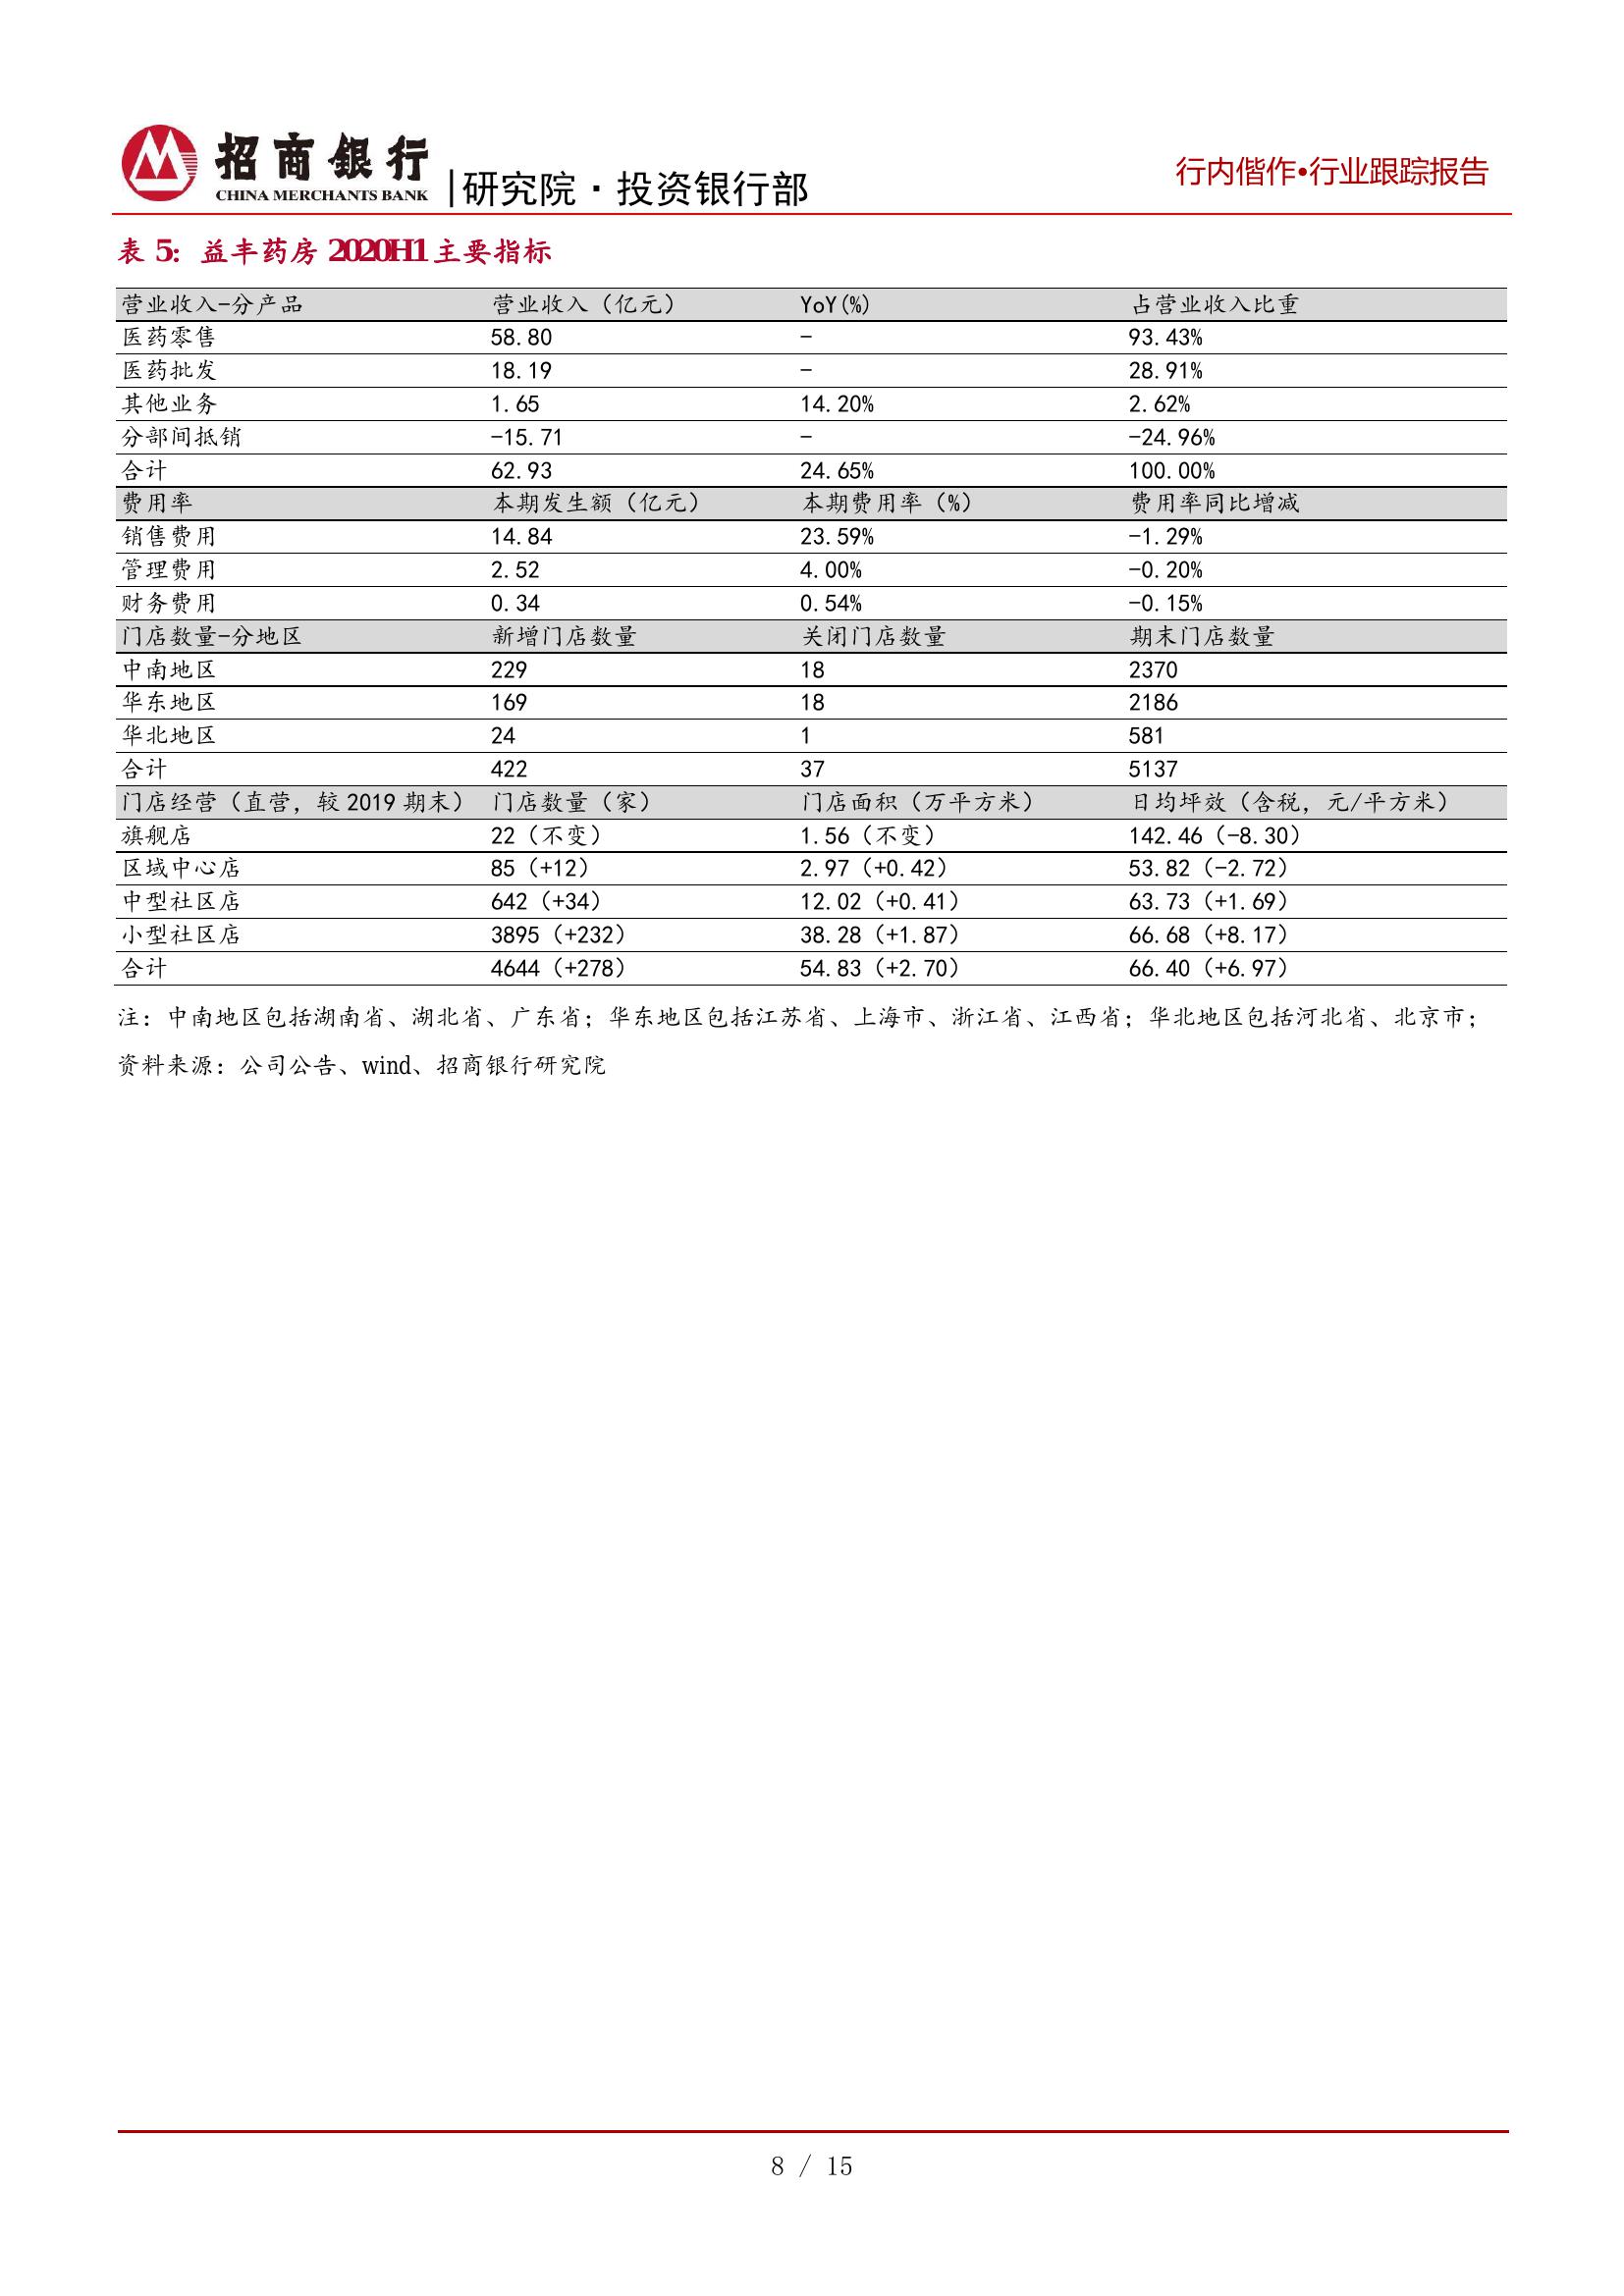 招商银行
CHINA MERCHANTS BANK
|研究院·投资银行部
行内偕作•行业跟踪报告
表 5：益丰药房 2020H1 主要指标
营业收入-分产品 营业收入（亿元） YoY(%) 占营业收入比重
医药零售 58.80 - 93.43%
医药批发 18.19 - 28.91%
其他业务 1.65 14.20% 2.62%
分部间抵销 -15.71 - -24.96%
合计 62.93 24.65% 100.00%
费用率 本期发生额（亿元） 本期费用率（%） 费用率同比增减
销售费用 14.84 23.59% -1.29%
管理费用 2.52 4.00% -0.20%
财务费用 0.34 0.54% -0.15%
门店数量-分地区 新增门店数量 关闭门店数量 期末门店数量
中南地区 229 18 2370
华东地区 169 18 2186
华北地区 24 1 581
合计 422 37 5137
门店经营（直营，较 2019 期末） 门店数量（家） 门店面积（万平方米） 日均坪效（含税，元/平方米）
旗舰店 22（不变） 1.56（不变） 142.46（-8.30）
区域中心店 85（+12） 2.97（+0.42） 53.82（-2.72）
中型社区店 642（+34） 12.02（+0.41） 63.73（+1.69）
小型社区店 3895（+232） 38.28（+1.87） 66.68（+8.17）
合计 4644（+278） 54.83（+2.70） 66.40（+6.97）
注：中南地区包括湖南省、湖北省、广东省；华东地区包括江苏省、上海市、浙江省、江西省；华北地区包括河北省、北京市；
资料来源：公司公告、wind、招商银行研究院
8 / 15